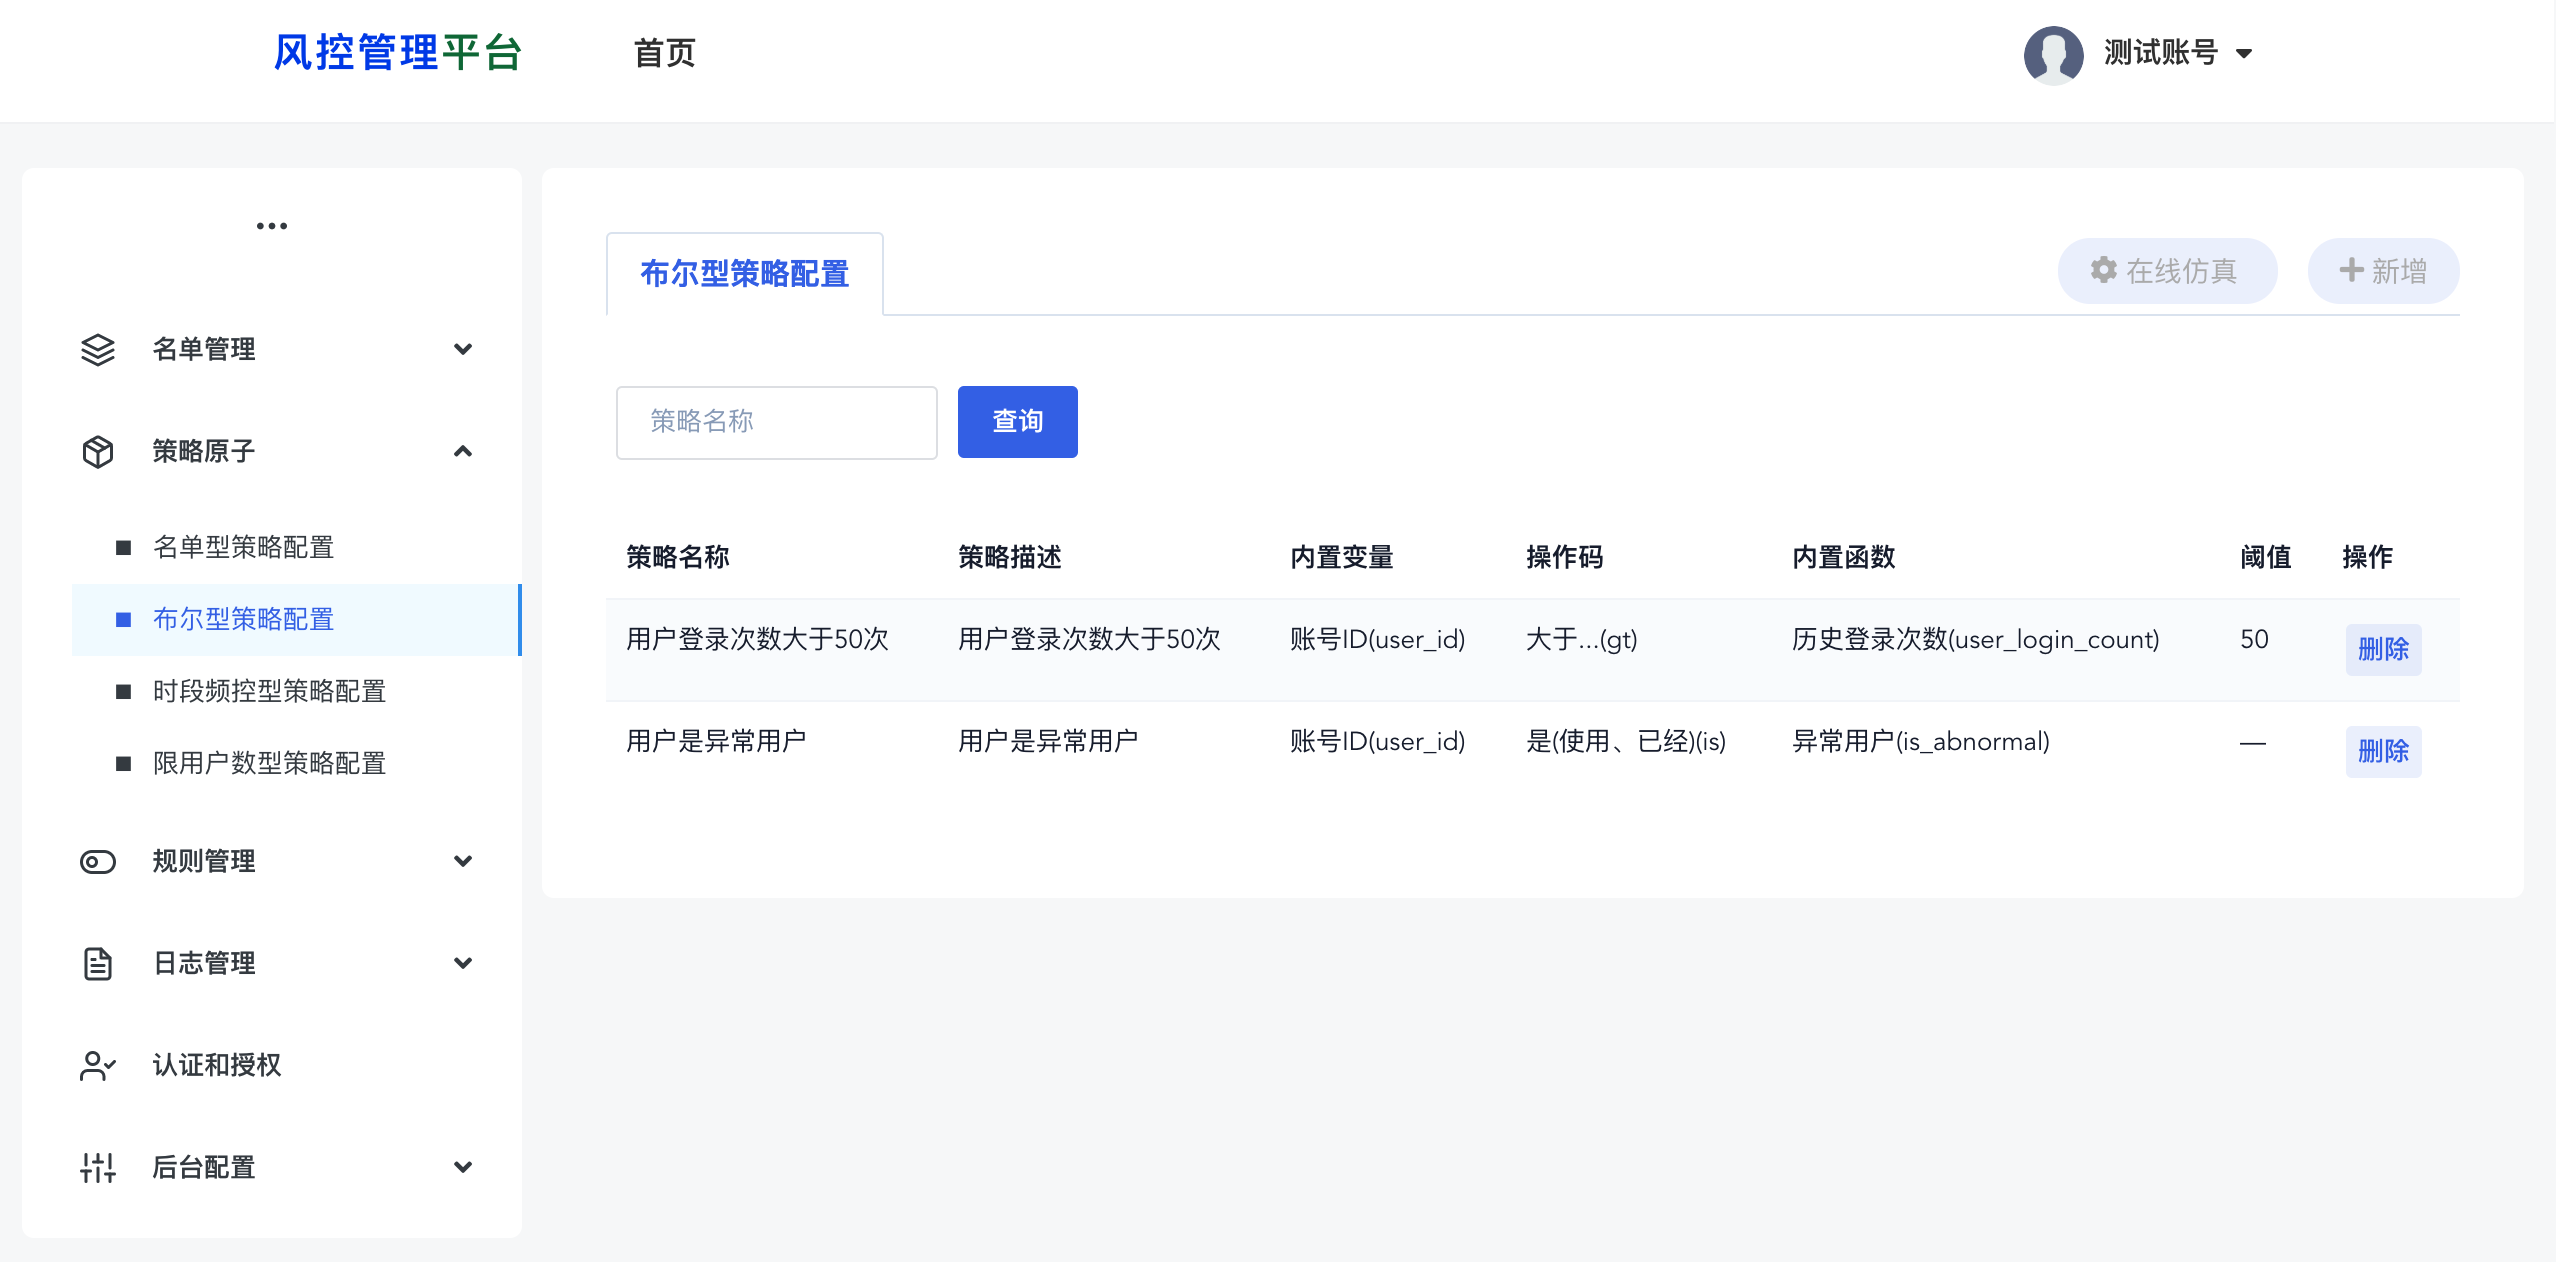 风控管理平台 首页 测试账号
...
名单管理
策略原子
名单型策略配置
布尔型策略配置
时段频控型策略配置
限用户数型策略配置
规则管理
日志管理
认证和授权
后台配置
布尔型策略配置 在线仿真 新增
策略名称 查询
策略名称 策略描述 内置变量 操作码 内置函数 阈值 操作
用户登录次数大于50次 用户登录次数大于50次 账号ID(user_id) 大于...(gt) 历史登录次数(user_login_count) 50 删除
用户是异常用户 用户是异常用户 账号ID(user_id) 是(使用、已经)(is) 异常用户(is_abnormal) — 删除